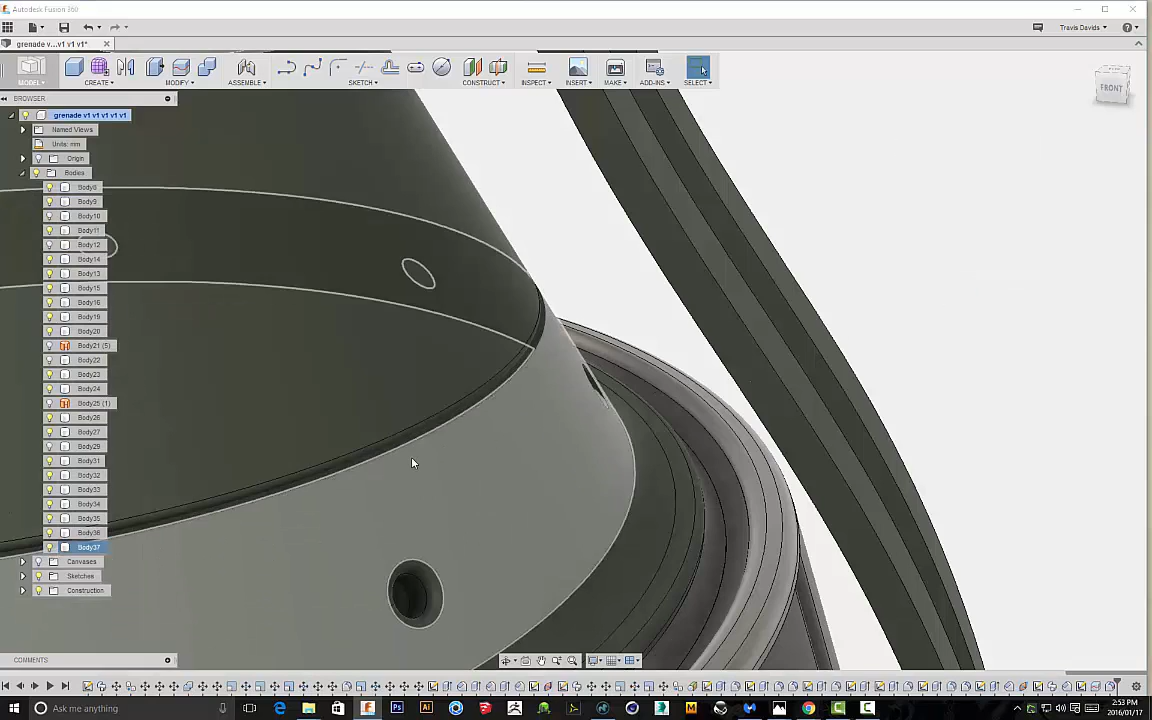 Autodesk Fusion 360
Travis Davids
grenade v...v1 v1 v1*
MODEL
CREATE
MODIFY
ASSEMBLE
SKETCH
CONSTRUCT
INSPECT
INSERT
MAKE
ADD-INS
SELECT
FRONT
BROWSER
grenade v1 v1 v1 v1 v1
Named Views
Units: mm
Origin
Bodies
Body8
Body9
Body10
Body11
Body12
Body14
Body13
Body15
Body16
Body19
Body20
Body21 (5)
Body22
Body23
Body24
Body25 (1)
Body26
Body27
Body29
Body31
Body32
Body33
Body34
Body35
Body36
Body37
Canvases
Sketches
Construction
COMMENTS
Ask me anything
2:53 PM
2016/01/17